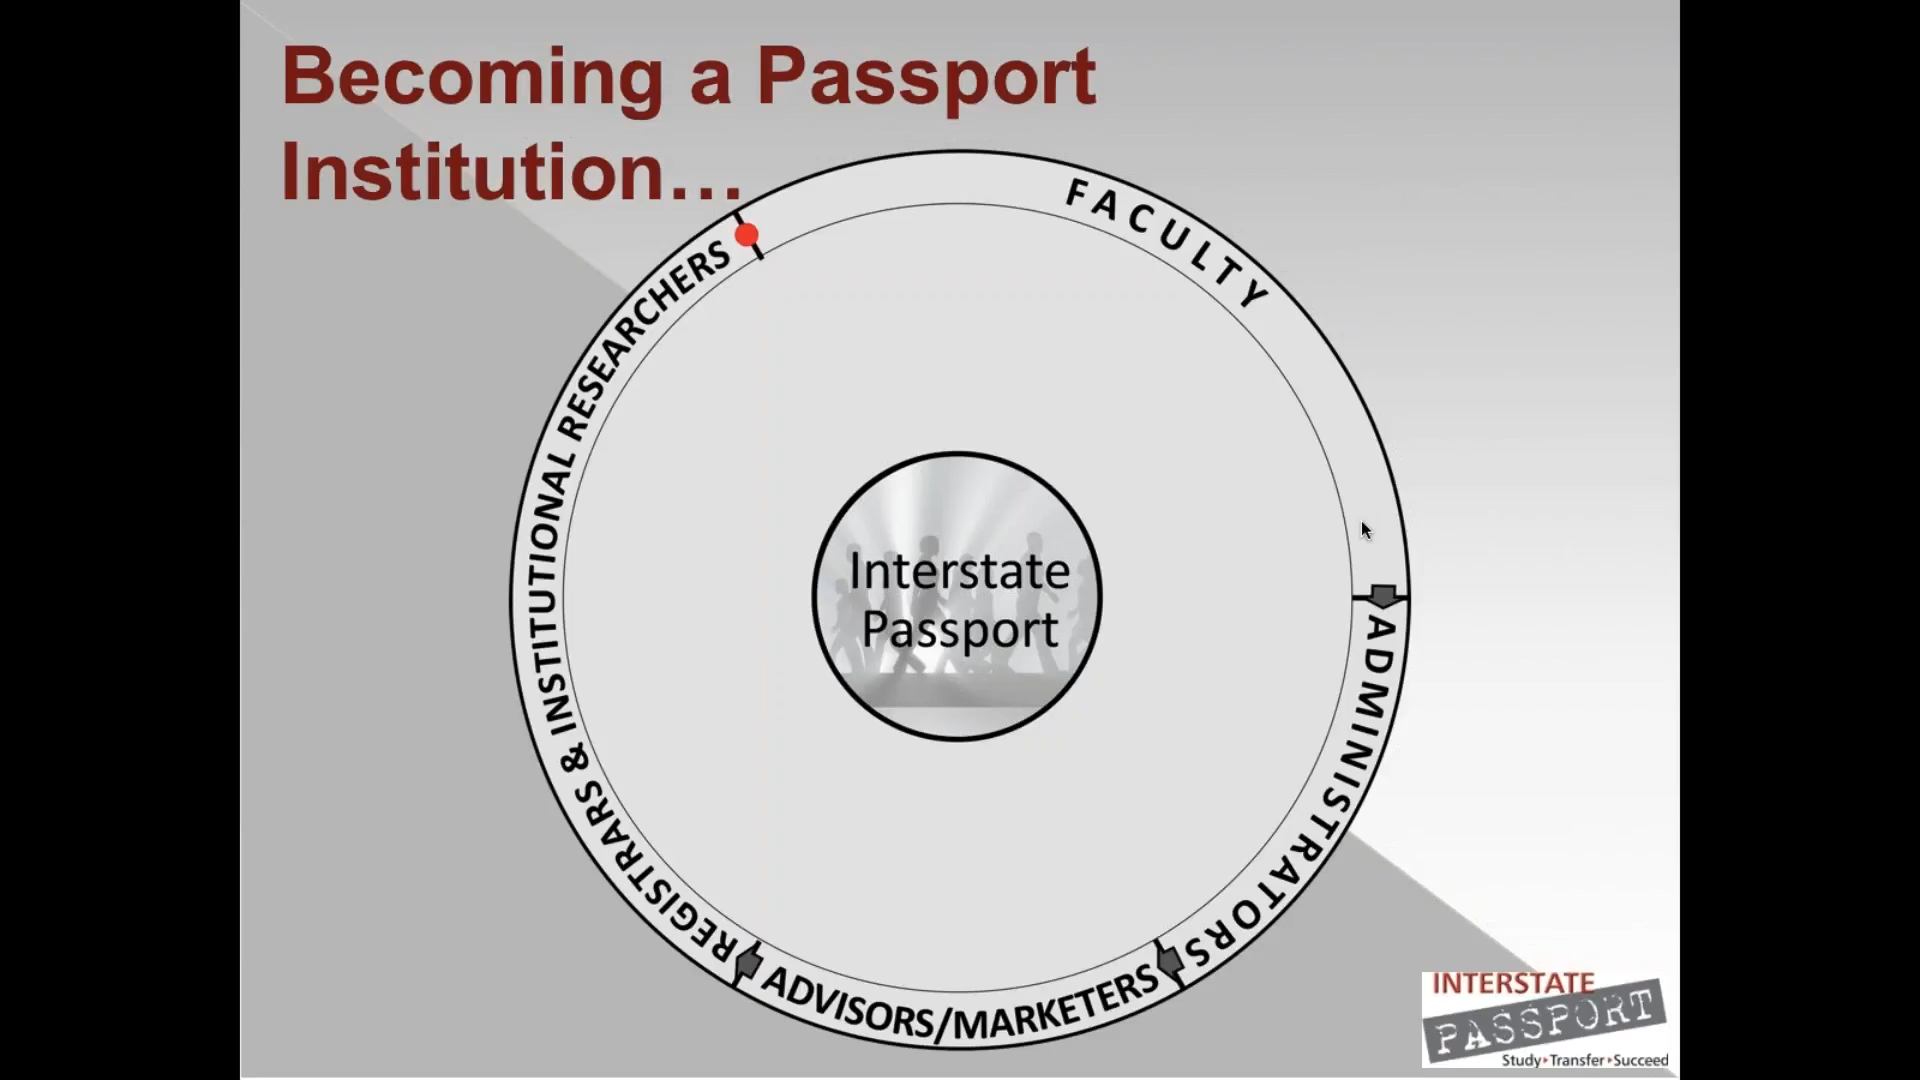 Becoming a Passport
Institution…
FACULTY
ADMINISTRATORS
ADVISORS/MARKETERS
REGISTRARS & INSTITUTIONAL RESEARCHERS
Interstate
Passport
INTERSTATE
PASSPORT
Study▸Transfer▸Succeed